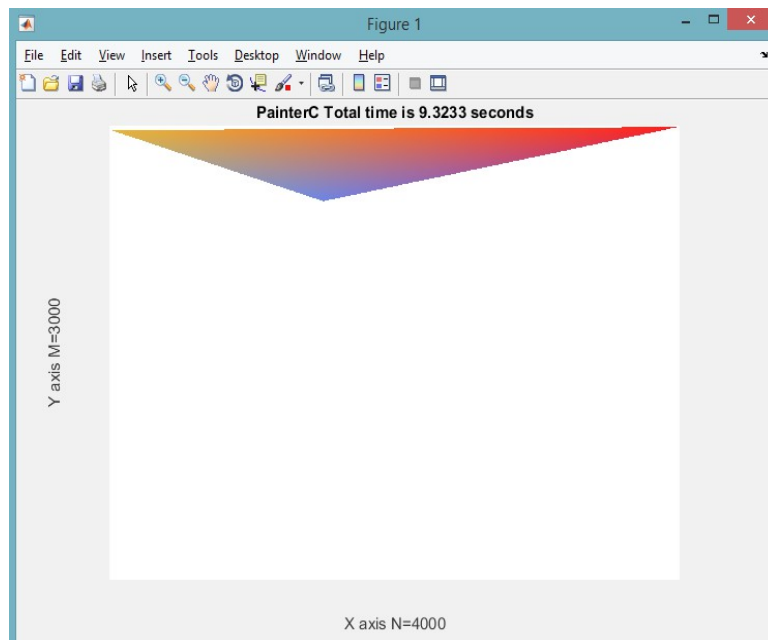 Figure 1
File Edit View Insert Tools Desktop Window Help
PainterC Total time is 9.3233 seconds
Y axis M=3000
X axis N=4000